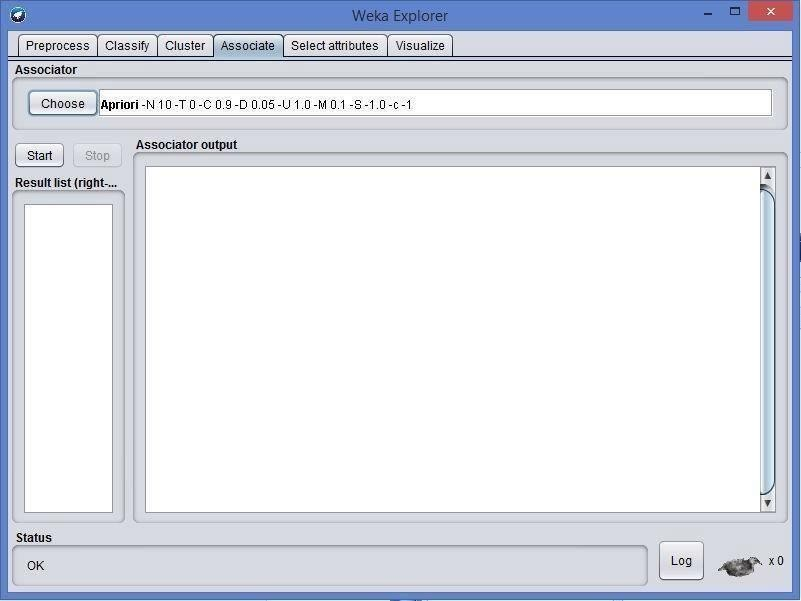 Weka Explorer
Preprocess Classify Cluster Associate Select attributes Visualize
Associator
Choose Apriori -N 10 -T 0 -C 0.9 -D 0.05 -U 1.0 -M 0.1 -S -1.0 -c -1
Start Stop
Associator output
Result list (right-...
Status
OK
Log
x 0